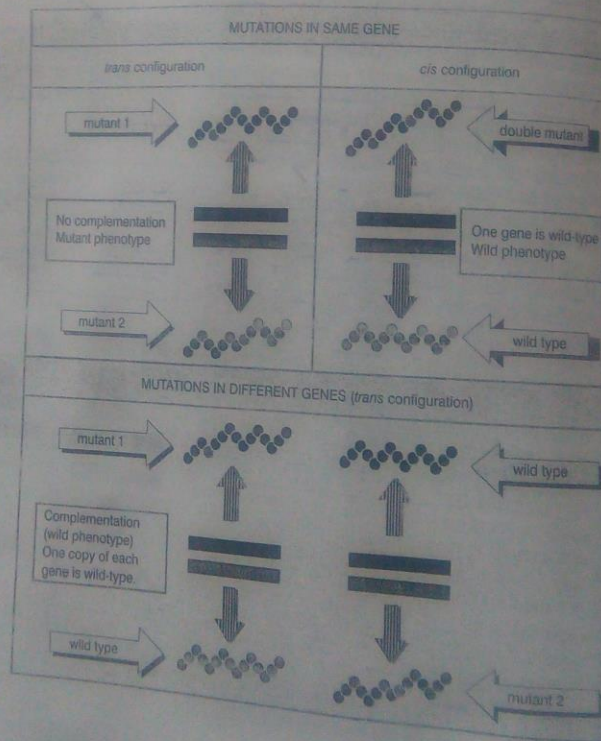 MUTATIONS IN SAME GENE
trans configuration
cis configuration
mutant 1
double mutant
No complementation
Mutant phenotype
One gene is wild-type
Wild phenotype
mutant 2
wild type
MUTATIONS IN DIFFERENT GENES (trans configuration)
mutant 1
wild type
Complementation
(wild phenotype)
One copy of each
gene is wild-type.
wild type
mutant 2